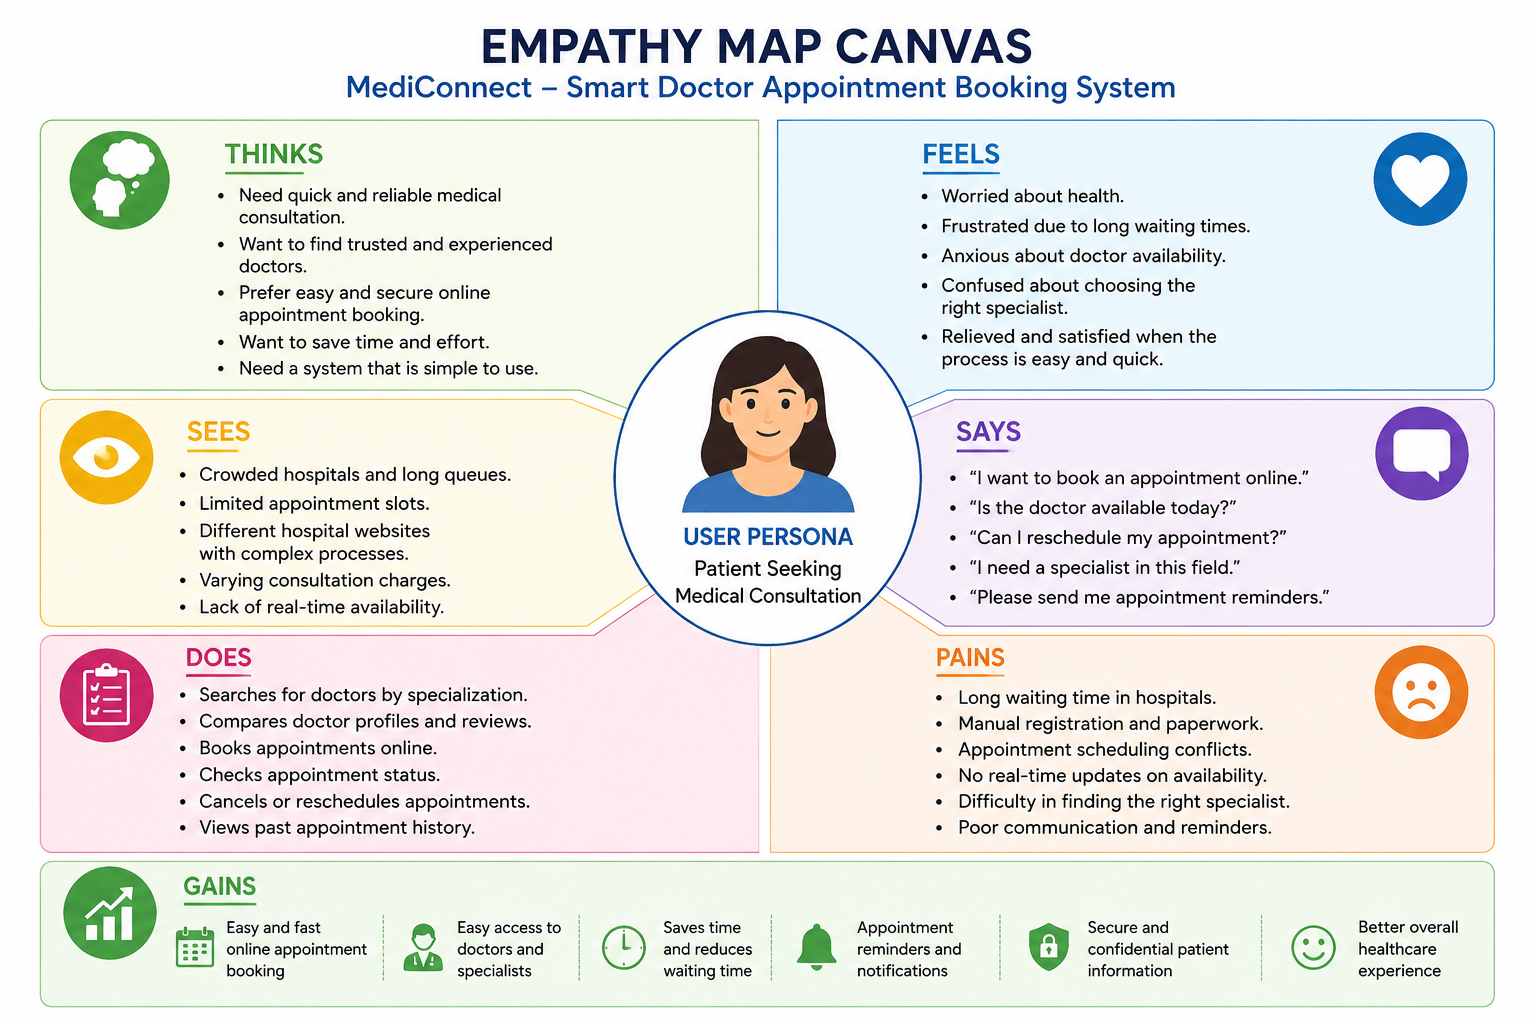 EMPATHY MAP CANVAS
MediConnect – Smart Doctor Appointment Booking System
THINKS
• Need quick and reliable medical
consultation.
• Want to find trusted and experienced
doctors.
• Prefer easy and secure online
appointment booking.
• Want to save time and effort.
• Need a system that is simple to use.
FEELS
• Worried about health.
• Frustrated due to long waiting times.
• Anxious about doctor availability.
• Confused about choosing the
right specialist.
• Relieved and satisfied when the
process is easy and quick.
SEES
• Crowded hospitals and long queues.
• Limited appointment slots.
• Different hospital websites
with complex processes.
• Varying consultation charges.
• Lack of real-time availability.
USER PERSONA
Patient Seeking
Medical Consultation
SAYS
• “I want to book an appointment online.”
• “Is the doctor available today?”
• “Can I reschedule my appointment?”
• “I need a specialist in this field.”
• “Please send me appointment reminders.”
DOES
• Searches for doctors by specialization.
• Compares doctor profiles and reviews.
• Books appointments online.
• Checks appointment status.
• Cancels or reschedules appointments.
• Views past appointment history.
PAINS
• Long waiting time in hospitals.
• Manual registration and paperwork.
• Appointment scheduling conflicts.
• No real-time updates on availability.
• Difficulty in finding the right specialist.
• Poor communication and reminders.
GAINS
Easy and fast
online appointment
booking
Easy access to
doctors and
specialists
Saves time
and reduces
waiting time
Appointment
reminders and
notifications
Secure and
confidential patient
information
Better overall
healthcare
experience